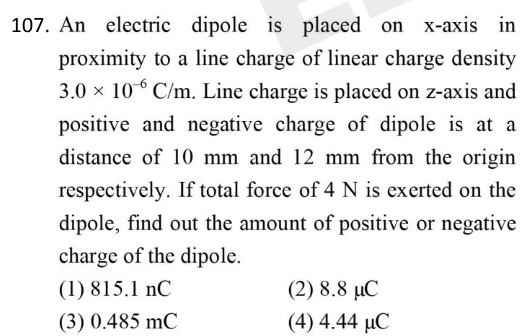 107. An electric dipole is placed on x-axis in
proximity to a line charge of linear charge density
3.0 × 10⁻⁶ C/m. Line charge is placed on z-axis and
positive and negative charge of dipole is at a
distance of 10 mm and 12 mm from the origin
respectively. If total force of 4 N is exerted on the
dipole, find out the amount of positive or negative
charge of the dipole.
(1) 815.1 nC (2) 8.8 μC
(3) 0.485 mC (4) 4.44 μC